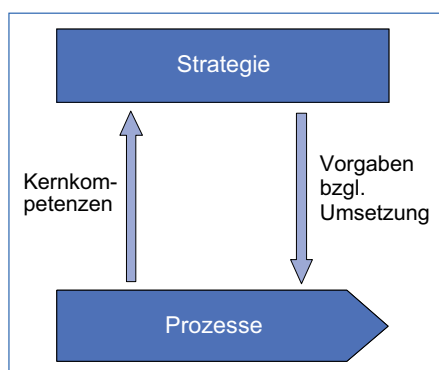 Strategie
Kernkom-
petenzen
Vorgaben
bzgl.
Umsetzung
Prozesse